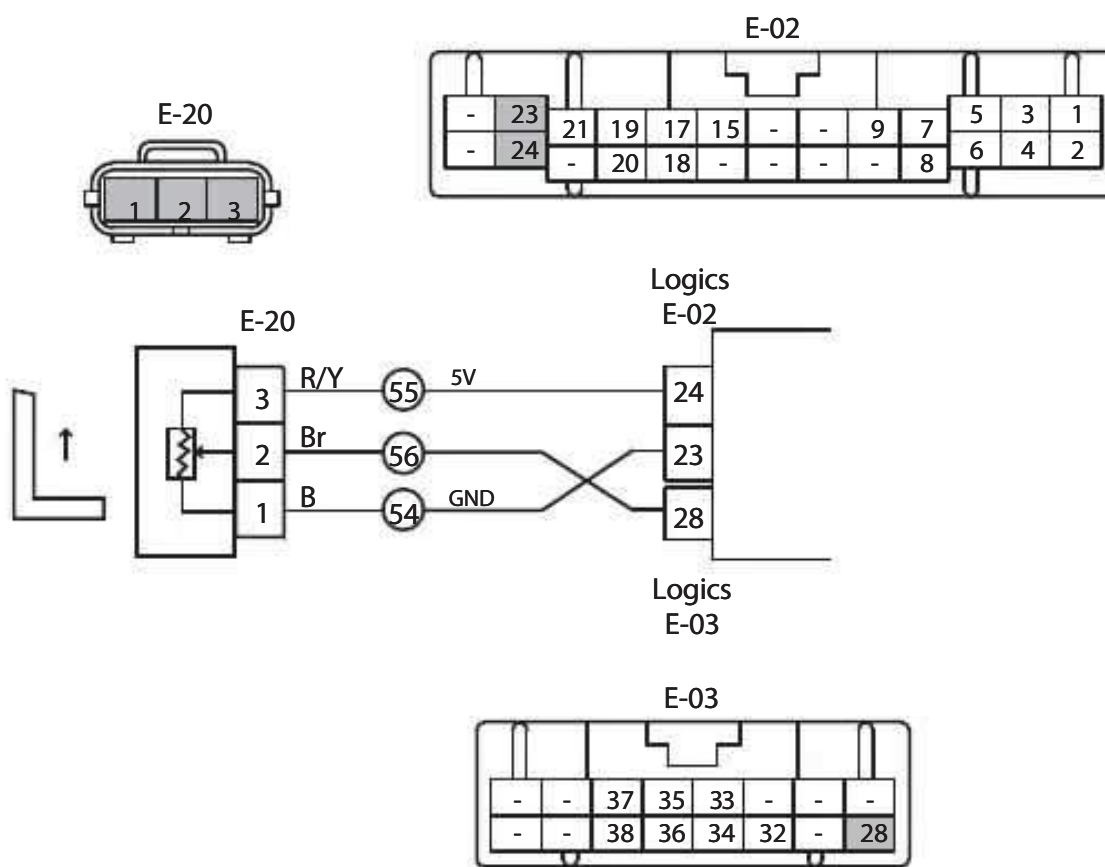 E-02
E-20
- 23 21 19 17 15 - - 9 7 5 3 1
- 24 - 20 18 - - - - 8 6 4 2
1 2 3
Logics
E-02
E-20
3 R/Y 55 5V 24
2 Br 56 23
1 B 54 GND 28
Logics
E-03
E-03
- - 37 35 33 - - -
- - 38 36 34 32 - 28